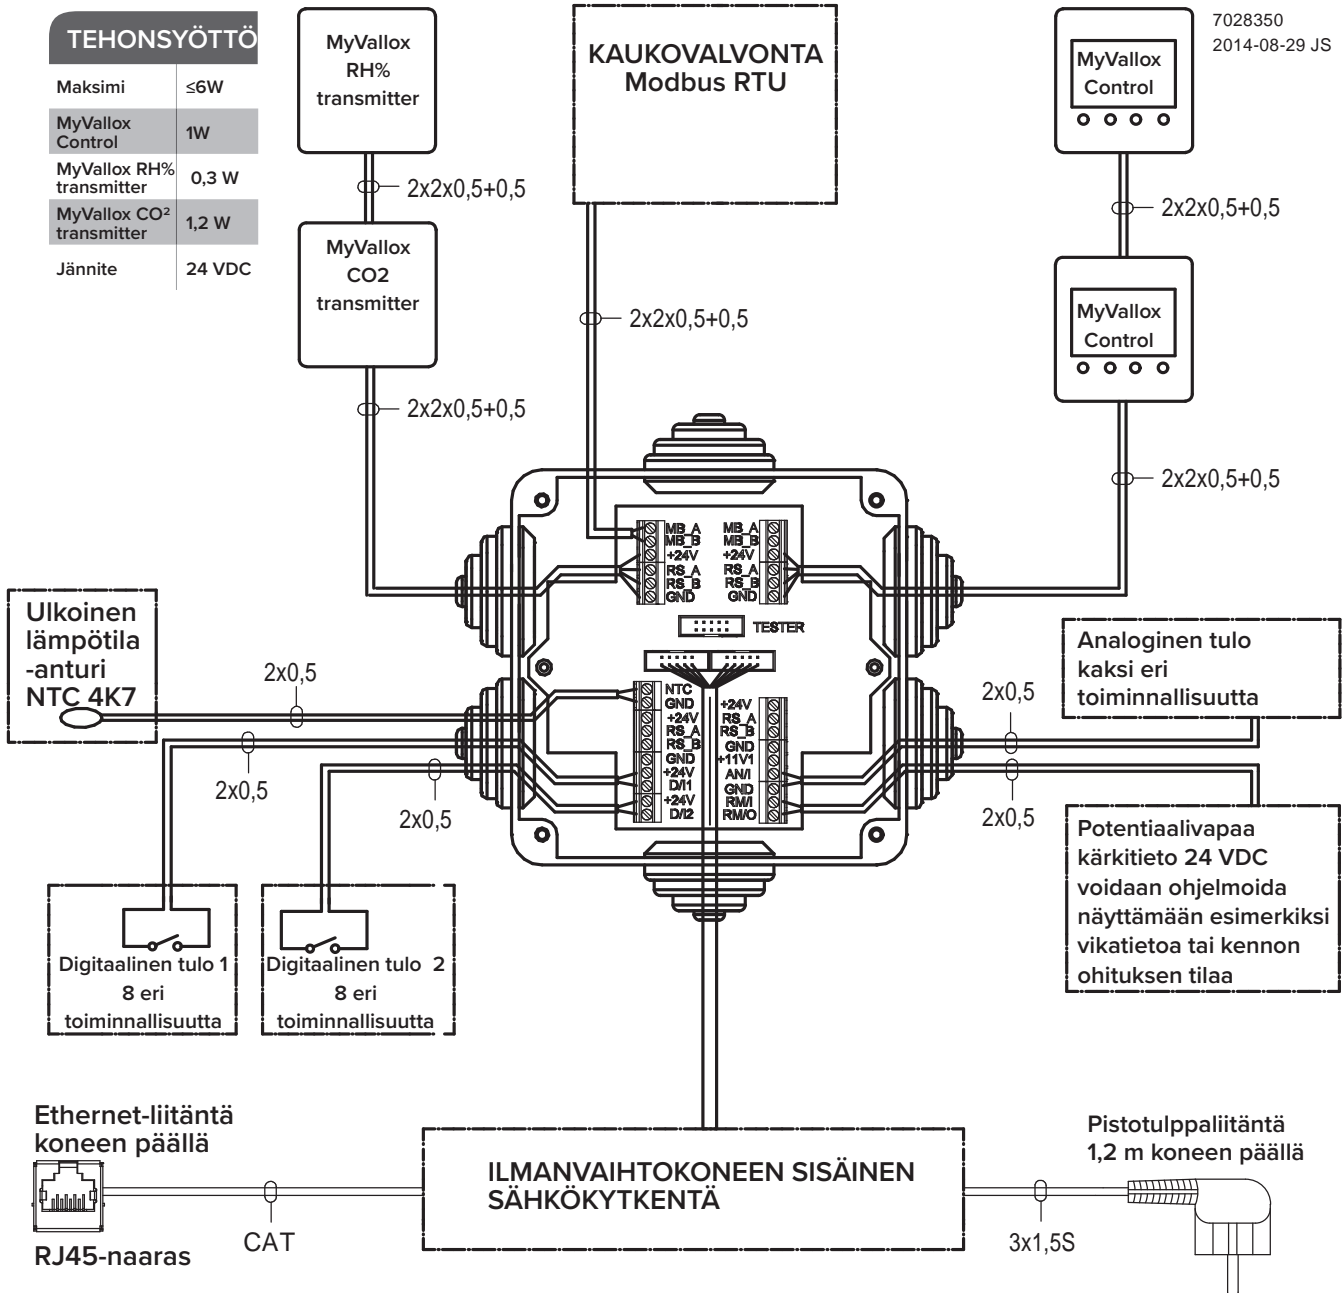 TEHONSYÖTTÖ
Maksimi ≤6W
MyVallox
Control 1W
MyVallox RH%
transmitter 0,3 W
MyVallox CO²
transmitter 1,2 W
Jännite 24 VDC
MyVallox
RH%
transmitter
2x2x0,5+0,5
MyVallox
CO2
transmitter
2x2x0,5+0,5
KAUKOVALVONTA
Modbus RTU
2x2x0,5+0,5
7028350
2014-08-29 JS
MyVallox
Control
2x2x0,5+0,5
MyVallox
Control
2x2x0,5+0,5
MB_A
MB_B
+24V
RS_A
RS_B
GND
MB_A
MB_B
+24V
RS_A
RS_B
GND
TESTER
NTC
GND
+24V
RS_A
RS_B
GND
+24V
D/I1
+24V
D/I2
+24V
RS_A
RS_B
GND
+11V1
AN/I
GND
RM/I
RM/O
Ulkoinen
lämpötila
-anturi
NTC 4K7
2x0,5
2x0,5
2x0,5
Digitaalinen tulo 1
8 eri
toiminnallisuutta
Digitaalinen tulo 2
8 eri
toiminnallisuutta
Analoginen tulo
kaksi eri
toiminnallisuutta
2x0,5
2x0,5
Potentiaalivapaa
kärkitieto 24 VDC
voidaan ohjelmoida
näyttämään esimerkiksi
vikatietoa tai kennon
ohituksen tilaa
Ethernet-liitäntä
koneen päällä
RJ45-naaras
CAT
ILMANVAIHTOKONEEN SISÄINEN
SÄHKÖKYTKENTÄ
3x1,5S
Pistotulppaliitäntä
1,2 m koneen päällä